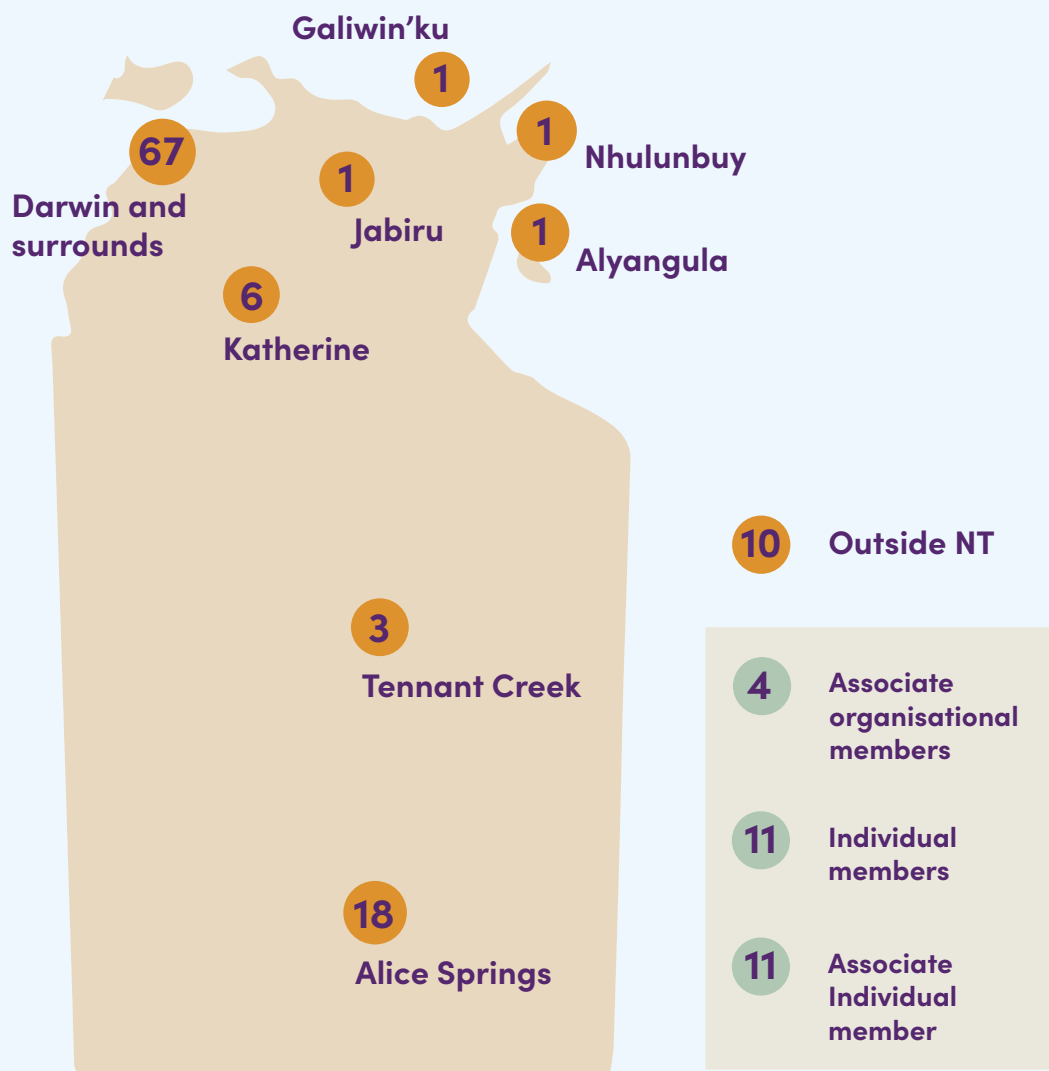 Galiwin’ku
1
1
Nhulunbuy
67
Darwin and
surrounds
1
Jabiru
1
Alyangula
6
Katherine
10 Outside NT
3
Tennant Creek
4 Associate
organisational
members
11 Individual
members
18
Alice Springs
11 Associate
Individual
member